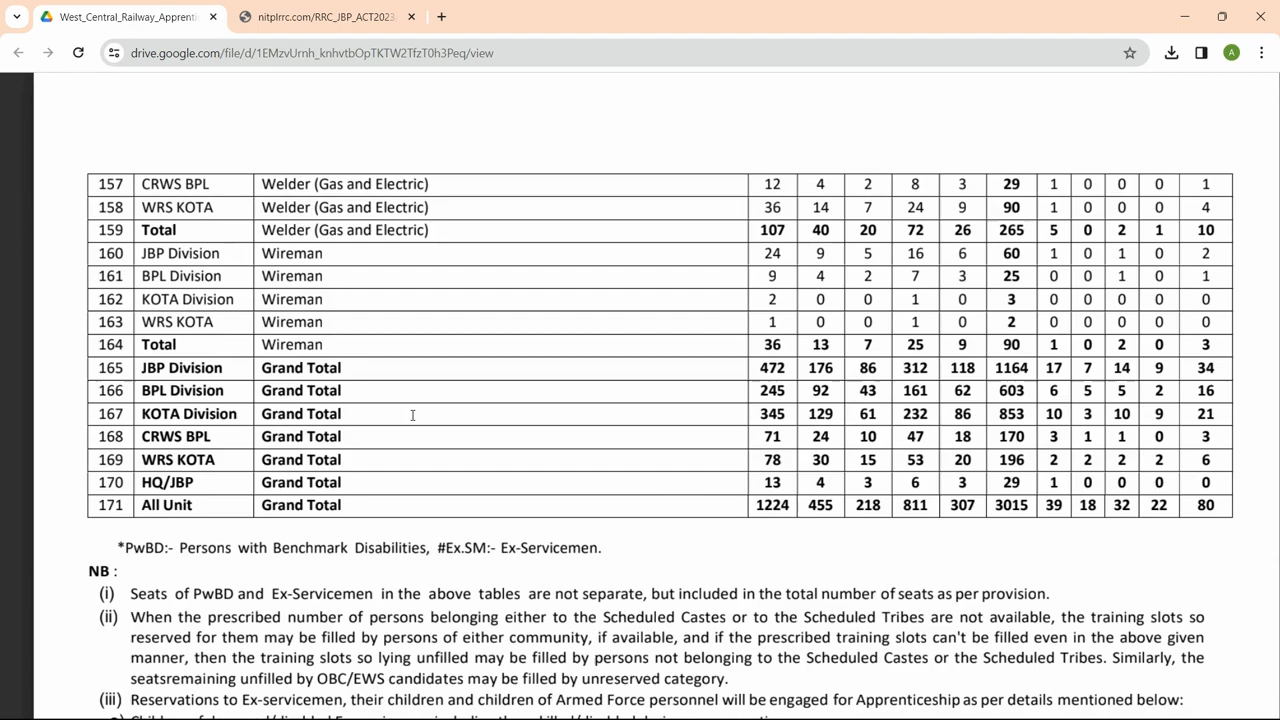 West_Central_Railway_Apprenti
nitplrrc.com/RRC_JBP_ACT2023
drive.google.com/file/d/1EMzvUrnh_knhvtbOpTKTW2TfzT0h3Peq/view
A
157 CRWS BPL Welder (Gas and Electric) 12 4 2 8 3 29 1 0 0 0 1
158 WRS KOTA Welder (Gas and Electric) 36 14 7 24 9 90 1 0 0 0 4
159 Total Welder (Gas and Electric) 107 40 20 72 26 265 5 0 2 1 10
160 JBP Division Wireman 24 9 5 16 6 60 1 0 1 0 2
161 BPL Division Wireman 9 4 2 7 3 25 0 0 1 0 1
162 KOTA Division Wireman 2 0 0 1 0 3 0 0 0 0 0
163 WRS KOTA Wireman 1 0 0 1 0 2 0 0 0 0 0
164 Total Wireman 36 13 7 25 9 90 1 0 2 0 3
165 JBP Division Grand Total 472 176 86 312 118 1164 17 7 14 9 34
166 BPL Division Grand Total 245 92 43 161 62 603 6 5 5 2 16
167 KOTA Division Grand Total 345 129 61 232 86 853 10 3 10 9 21
168 CRWS BPL Grand Total 71 24 10 47 18 170 3 1 1 0 3
169 WRS KOTA Grand Total 78 30 15 53 20 196 2 2 2 2 6
170 HQ/JBP Grand Total 13 4 3 6 3 29 1 0 0 0 0
171 All Unit Grand Total 1224 455 218 811 307 3015 39 18 32 22 80
*PwBD:- Persons with Benchmark Disabilities, #Ex.SM:- Ex-Servicemen.
NB :
(i) Seats of PwBD and Ex-Servicemen in the above tables are not separate, but included in the total number of seats as per provision.
(ii) When the prescribed number of persons belonging either to the Scheduled Castes or to the Scheduled Tribes are not available, the training slots so
reserved for them may be filled by persons of either community, if available, and if the prescribed training slots can't be filled even in the above given
manner, then the training slots so lying unfilled may be filled by persons not belonging to the Scheduled Castes or the Scheduled Tribes. Similarly, the
seatsremaining unfilled by OBC/EWS candidates may be filled by unreserved category.
(iii) Reservations to Ex-servicemen, their children and children of Armed Force personnel will be engaged for Apprenticeship as per details mentioned below: